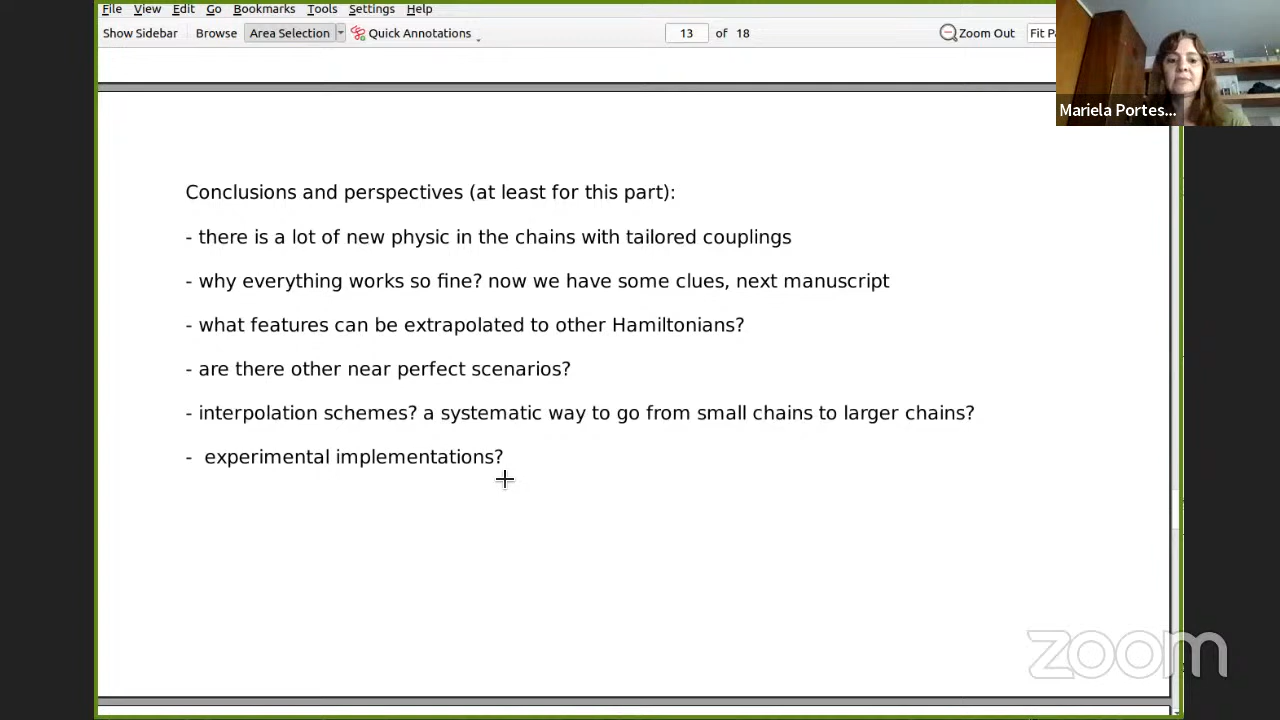 File View Edit Go Bookmarks Tools Settings Help
Show Sidebar Browse Area Selection Quick Annotations 13 of 18 Zoom Out Fit Pa
Mariela Portes...
Conclusions and perspectives (at least for this part):
- there is a lot of new physic in the chains with tailored couplings
- why everything works so fine? now we have some clues, next manuscript
- what features can be extrapolated to other Hamiltonians?
- are there other near perfect scenarios?
- interpolation schemes? a systematic way to go from small chains to larger chains?
- experimental implementations?
zoom